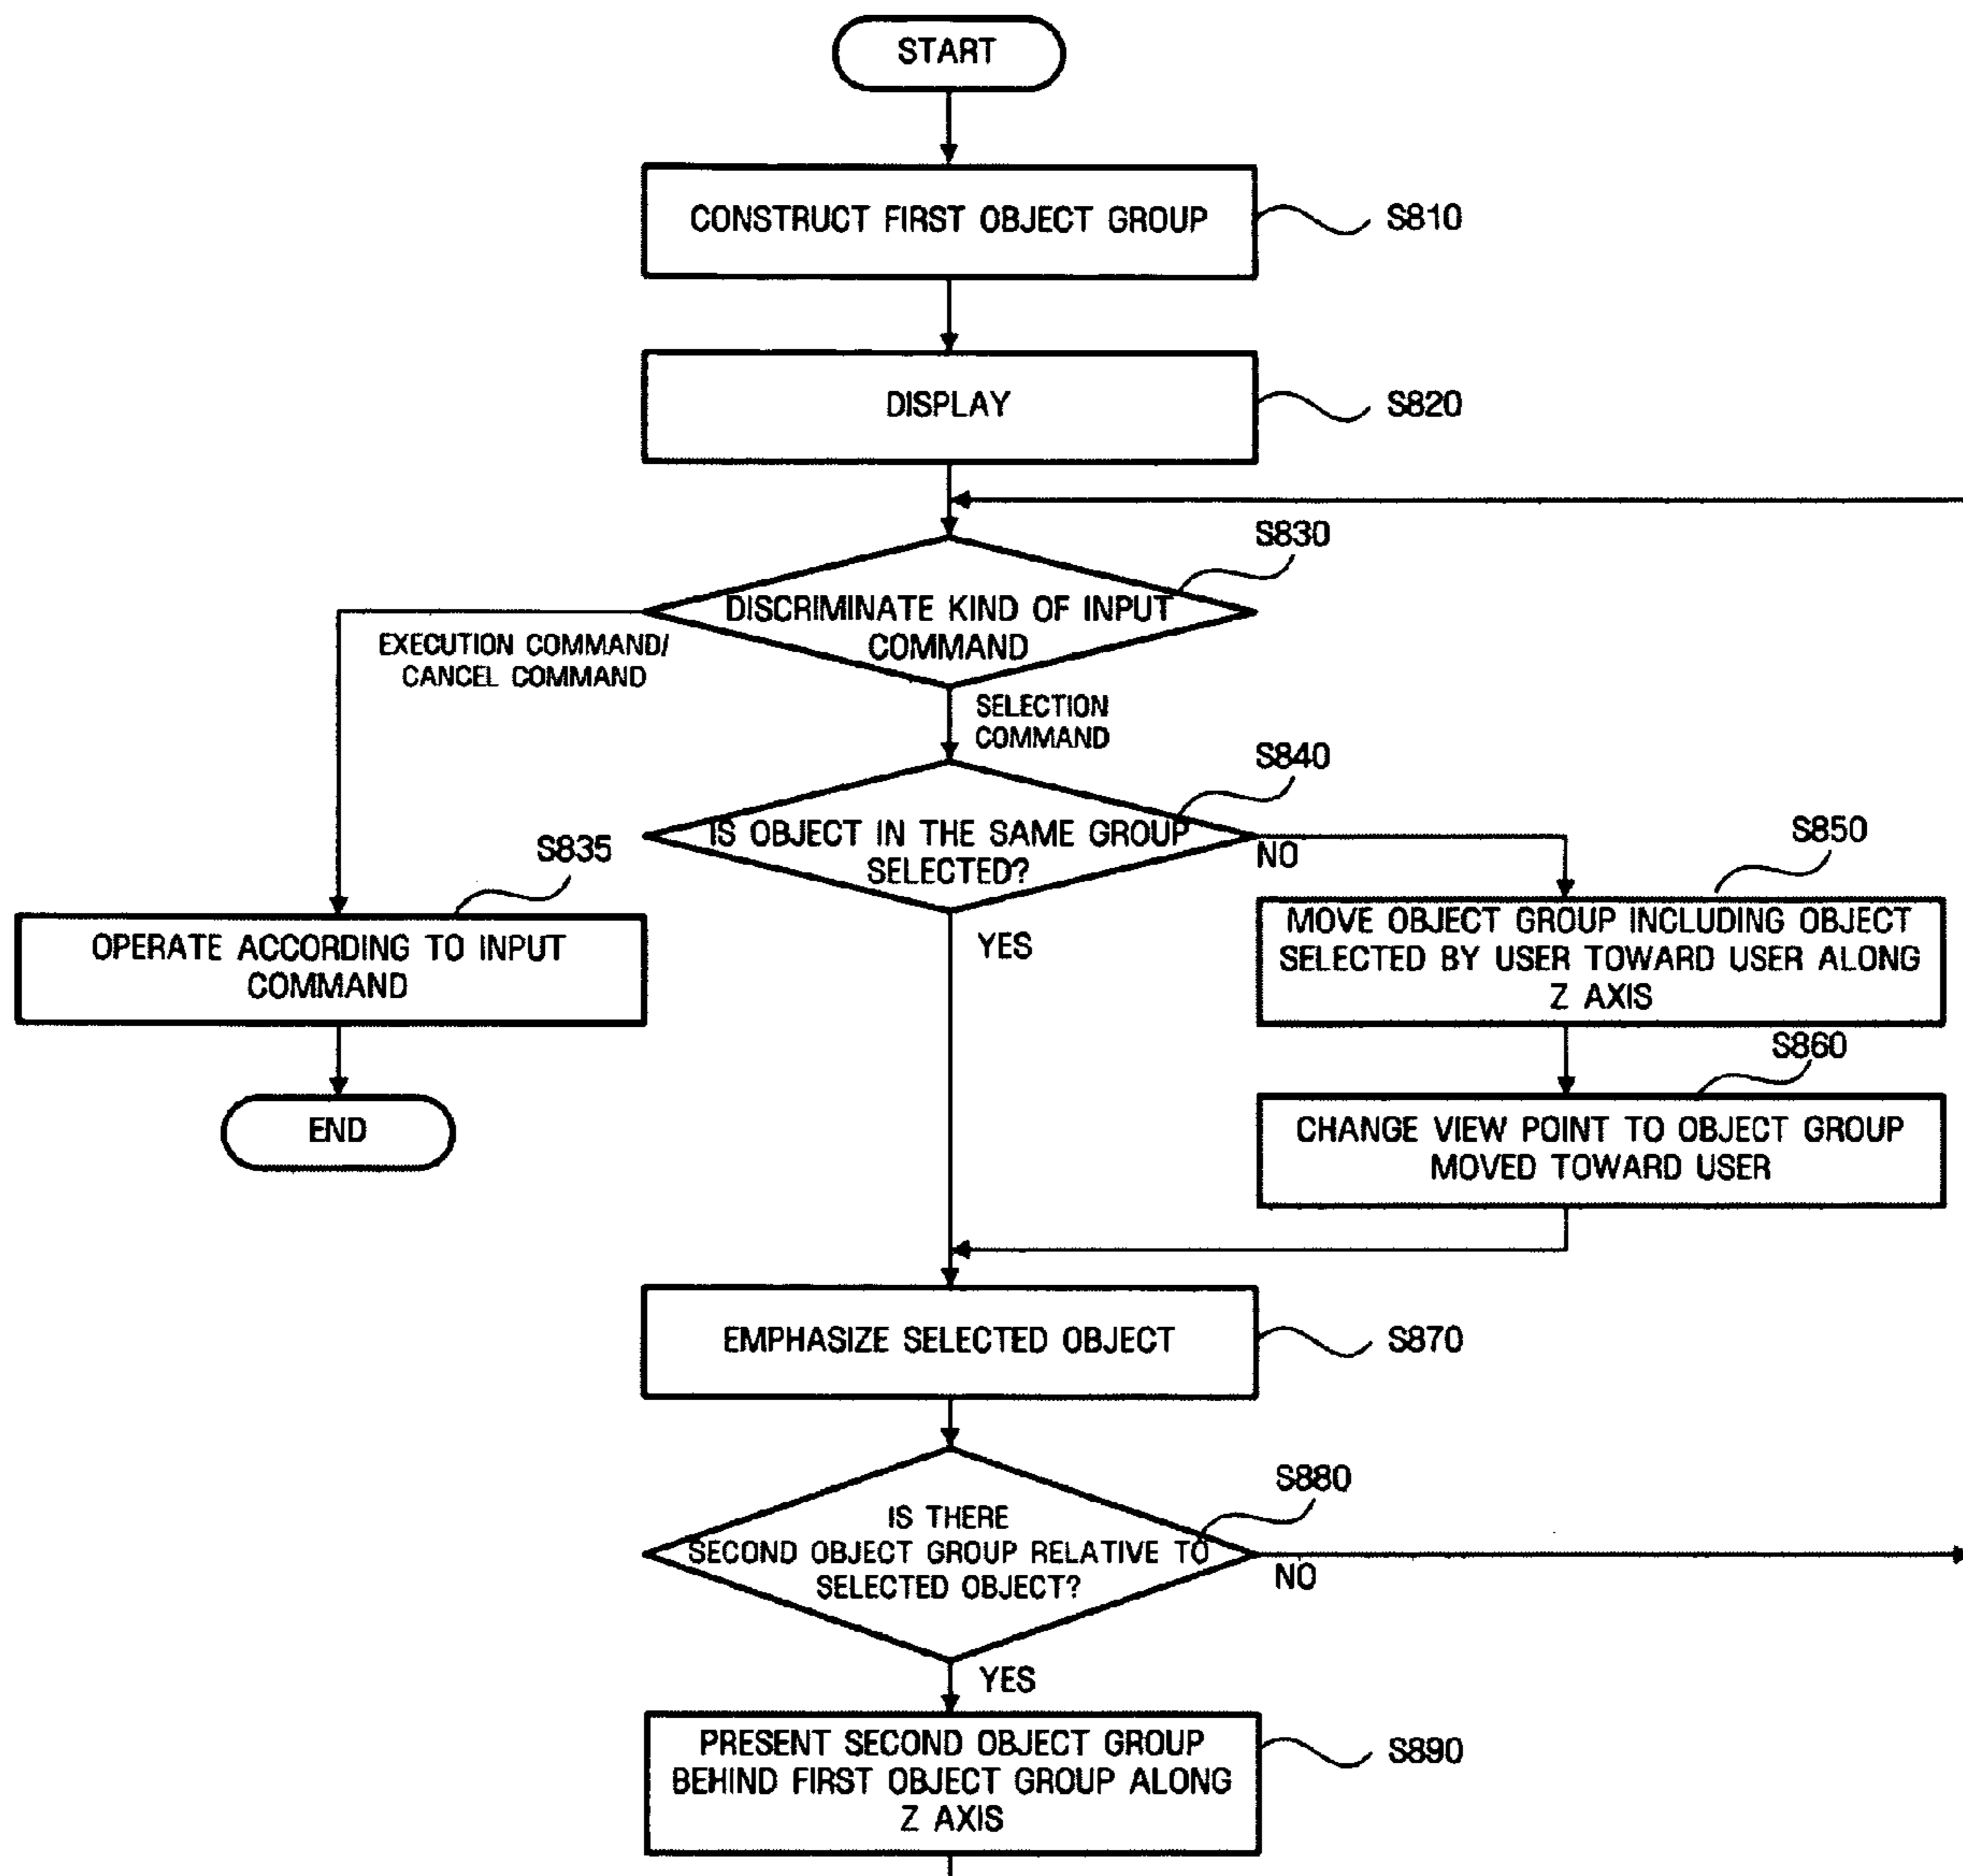 START
CONSTRUCT FIRST OBJECT GROUP
S810
DISPLAY
S820
S830
DISCRIMINATE KIND OF INPUT
COMMAND
EXECUTION COMMAND/
CANCEL COMMAND
SELECTION
COMMAND
S840
IS OBJECT IN THE SAME GROUP
SELECTED?
NO
YES
S835
OPERATE ACCORDING TO INPUT
COMMAND
END
S850
MOVE OBJECT GROUP INCLUDING OBJECT
SELECTED BY USER TOWARD USER ALONG
Z AXIS
S860
CHANGE VIEW POINT TO OBJECT GROUP
MOVED TOWARD USER
EMPHASIZE SELECTED OBJECT
S870
S880
IS THERE
SECOND OBJECT GROUP RELATIVE TO
SELECTED OBJECT?
NO
YES
PRESENT SECOND OBJECT GROUP
BEHIND FIRST OBJECT GROUP ALONG
Z AXIS
S890